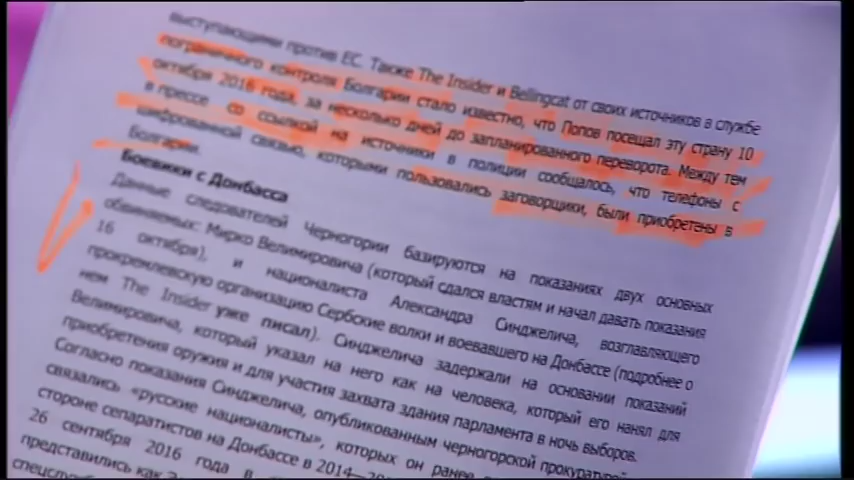 выступающими против ЕС. Также The Insider и Bellingcat от своих источников в службе
пограничного контроля Болгарии стало известно, что Попов посещал эту страну 10
октября 2016 года, за несколько дней до запланированного переворота. Между тем
в прессе со ссылкой на источники в полиции сообщалось, что телефоны с
шифрованной связью, которыми пользовались заговорщики, были приобретены в
Болгарии.
Боевики с Донбасса
Данные следователей Черногории базируются на показаниях двух основных
обвиняемых: Мирко Велимировича (который сдался властям и начал давать показания
16 октября), и националиста Александра Синджелича, возглавляющего
прокремлевскую организацию Сербские волки и воевавшего на Донбассе (подробнее о
нем The Insider уже писал). Синджелича задержали на основании показаний
Велимировича, который указал на него как на человека, который его нанял для
приобретения оружия и для участия захвата здания парламента в ночь выборов.
Согласно показания Синджелича, опубликованным черногорской прокуратурой
связались «русские националисты», которых он ранее
стороне сепаратистов на Донбассе в 2014—
26 сентября 2016 года в
представились как
спецслуж